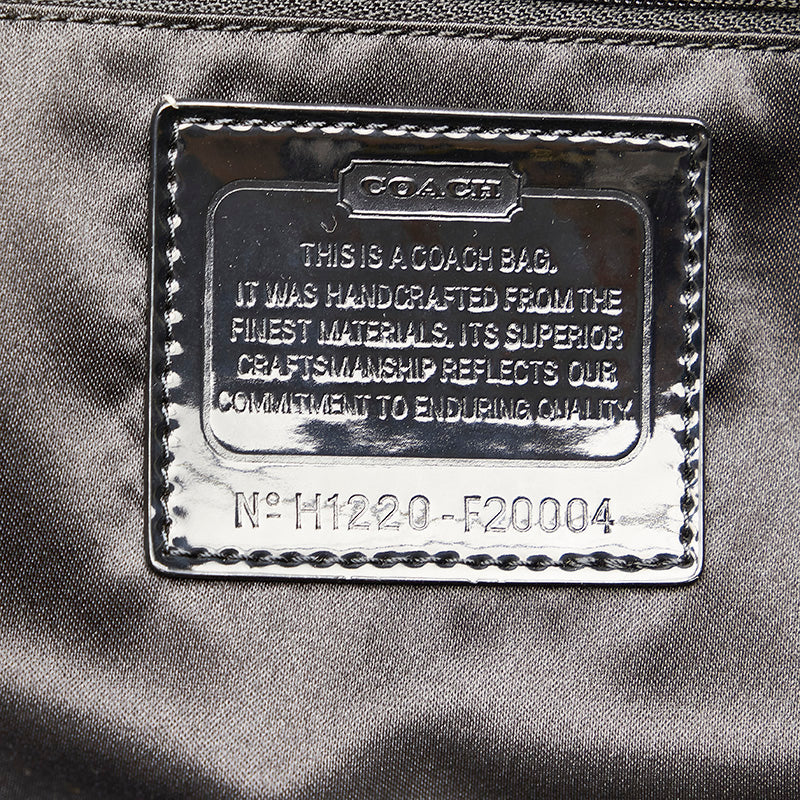 COACH
THIS IS A COACH BAG.
IT WAS HANDCRAFTED FROM THE
FINEST MATERIALS. ITS SUPERIOR
CRAFTSMANSHIP REFLECTS OUR
COMMITMENT TO ENDURING QUALITY.
Nº H1220-F20004